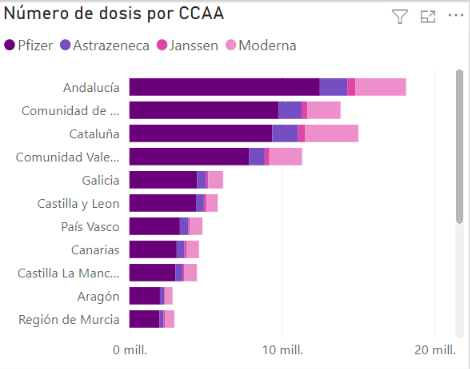 Número de dosis por CCAA
Pfizer Astrazeneca Janssen Moderna
Andalucía
Comunidad de ...
Cataluña
Comunidad Vale...
Galicia
Castilla y Leon
País Vasco
Canarias
Castilla La Manc...
Aragón
Región de Murcia
0 mill. 10 mill. 20 mill.